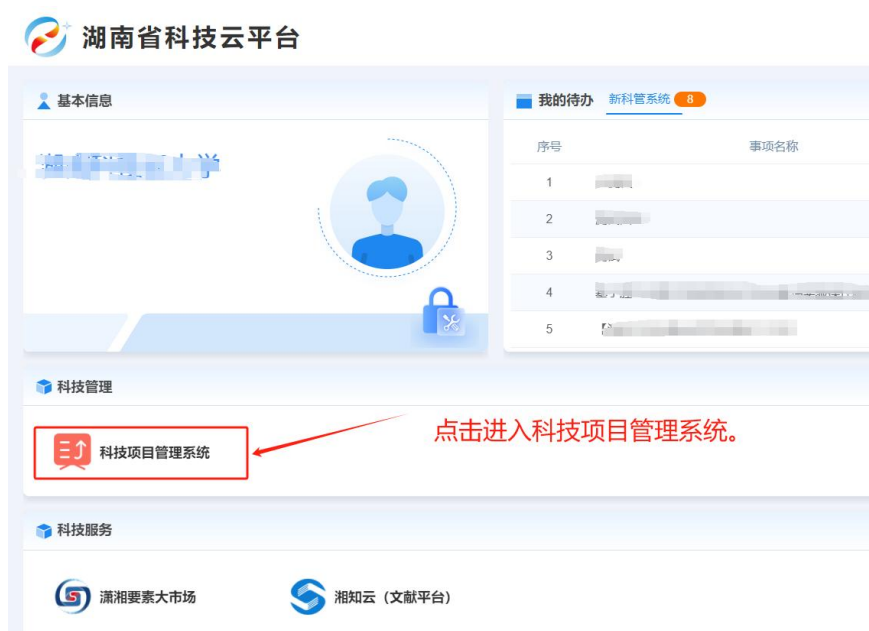 湖南省科技云平台
基本信息
我的待办 新科管系统 8
序号 事项名称
1
2
3
4
5
科技管理
科技项目管理系统
点击进入科技项目管理系统。
科技服务
潇湘要素大市场 湘知云（文献平台）